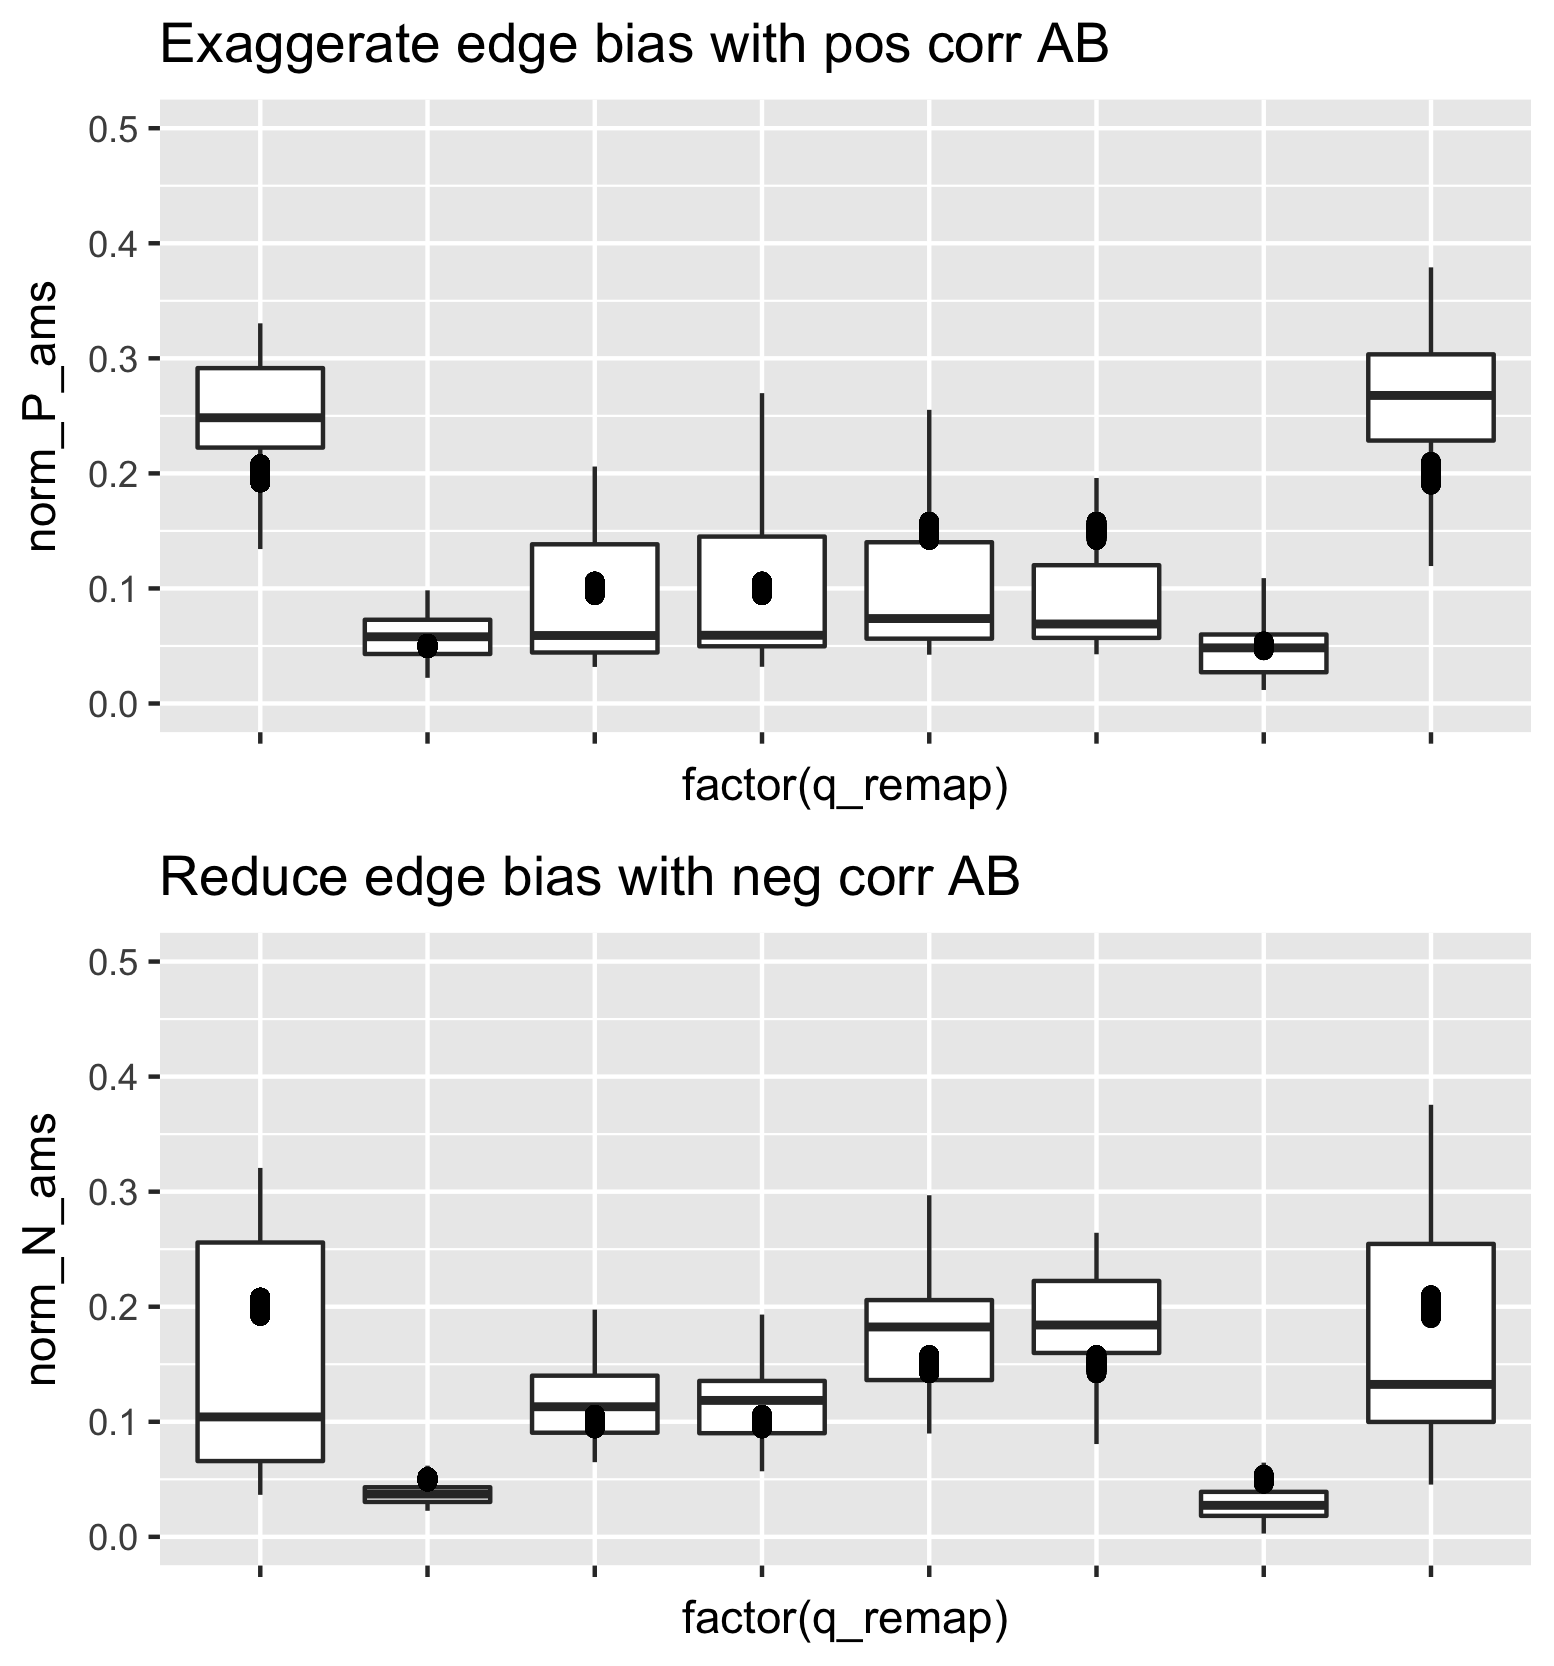 Exaggerate edge bias with pos corr AB
0.5
0.4
0.3
0.2
0.1
0.0
norm_P_ams
factor(q_remap)
Reduce edge bias with neg corr AB
0.5
0.4
0.3
0.2
0.1
0.0
norm_N_ams
factor(q_remap)